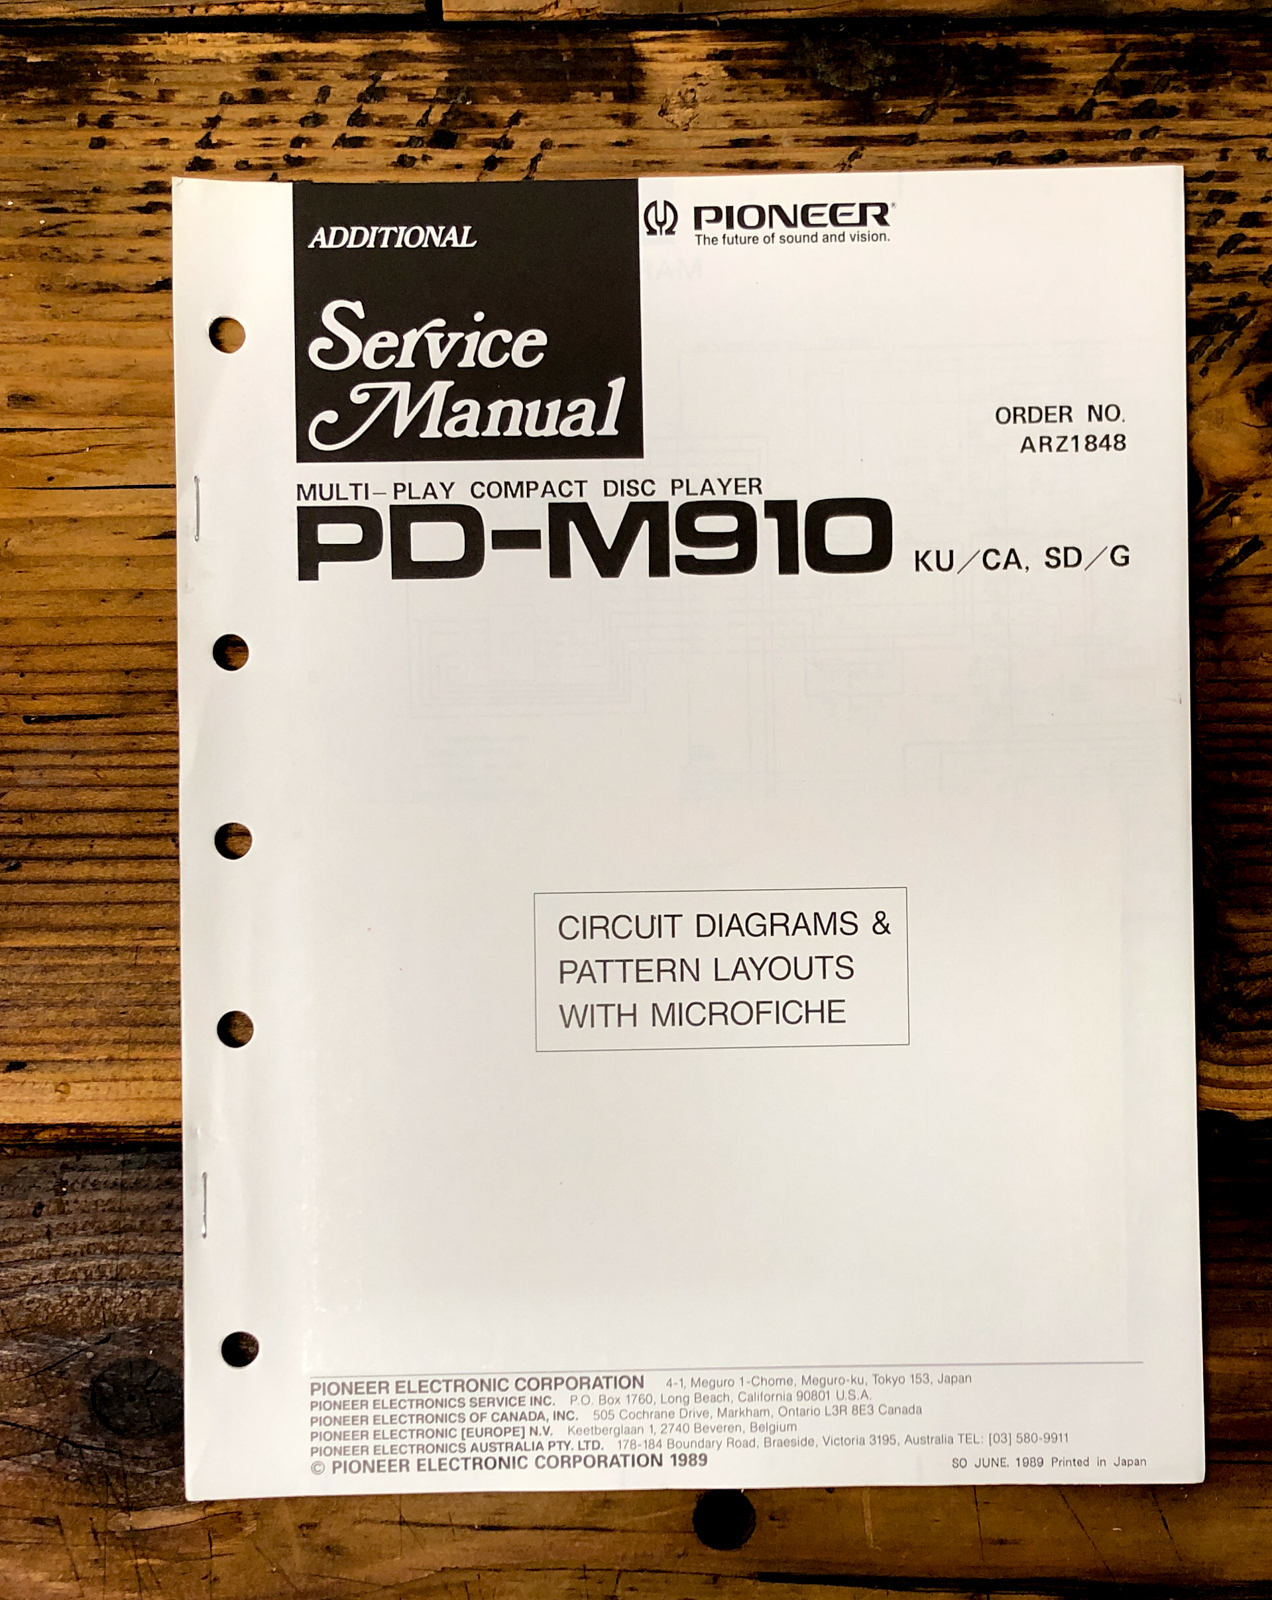 ADDITIONAL
Service
Manual
PIONEER®
The future of sound and vision.
ORDER NO.
ARZ1848
MULTI–PLAY COMPACT DISC PLAYER
PD-M910 KU/CA, SD/G
CIRCUIT DIAGRAMS &
PATTERN LAYOUTS
WITH MICROFICHE
PIONEER ELECTRONIC CORPORATION 4-1, Meguro 1-Chome, Meguro-ku, Tokyo 153, Japan
PIONEER ELECTRONICS SERVICE INC. P.O. Box 1760, Long Beach, California 90801 U.S.A.
PIONEER ELECTRONICS OF CANADA, INC. 505 Cochrane Drive, Markham, Ontario L3R 8E3 Canada
PIONEER ELECTRONIC [EUROPE] N.V. Keetberglaan 1, 2740 Beveren, Belgium
PIONEER ELECTRONICS AUSTRALIA PTY. LTD. 178-184 Boundary Road, Braeside, Victoria 3195, Australia TEL: [03] 580-9911
© PIONEER ELECTRONIC CORPORATION 1989
SO JUNE. 1989 Printed in Japan